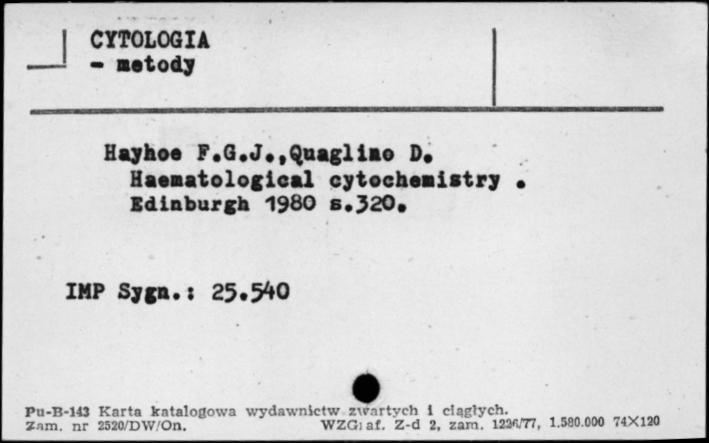 CYTOLOGIA
- metody
Hayhoe F.G.J.,Quaglino D.
Haematological cytochemistry .
Edinburgh 1980 s.320.
IMP Sygn.: 25.540
Pu-B-143 Karta katalogowa wydawnictw zwartych i ciągłych.
Zam. nr 2520/DW/On. WZGraf. Z-d 2, zam. 1226/77, 1.580.000 74X120